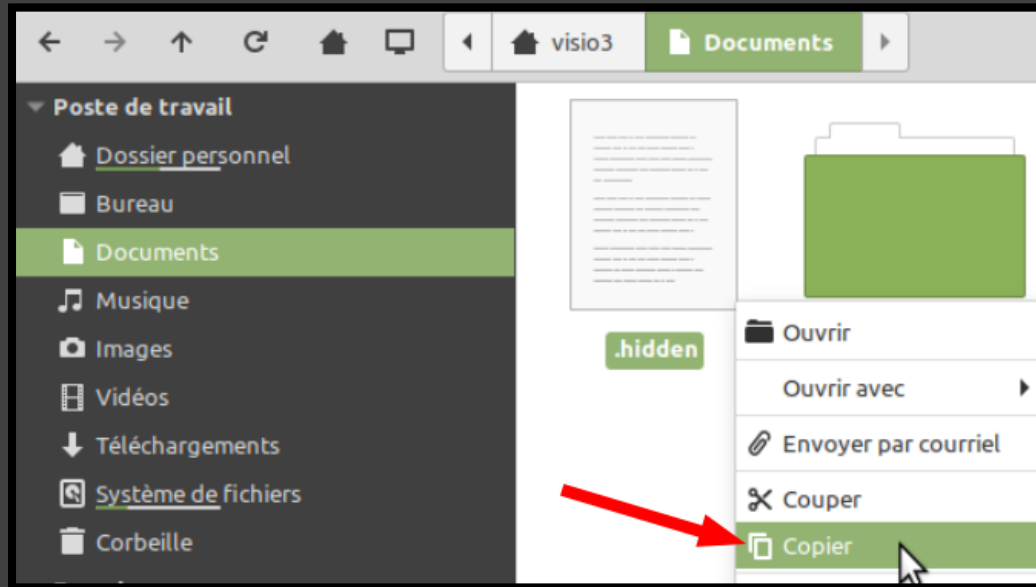 visio3
Documents
Poste de travail
Dossier personnel
Bureau
Documents
Musique
Images
Vidéos
Téléchargements
Système de fichiers
Corbeille
.hidden
Ouvrir
Ouvrir avec
Envoyer par courriel
Couper
Copier